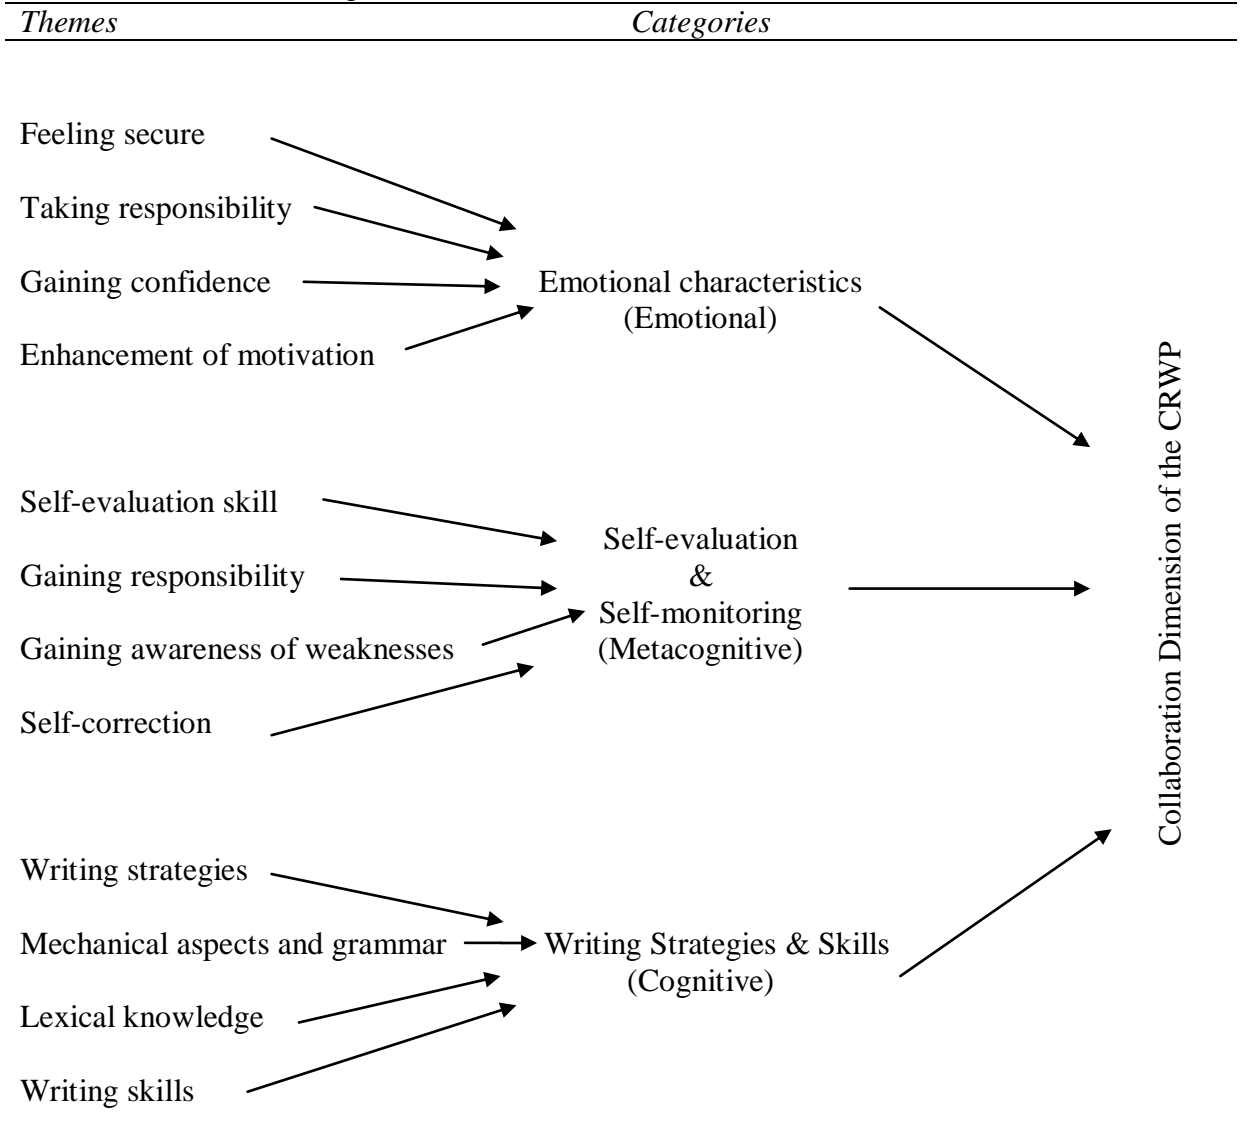 Themes Categories
Feeling secure
Taking responsibility
Gaining confidence
Enhancement of motivation
Emotional characteristics
(Emotional)
Self-evaluation skill
Gaining responsibility
Gaining awareness of weaknesses
Self-correction
Self-evaluation
&
Self-monitoring
(Metacognitive)
Writing strategies
Mechanical aspects and grammar
Lexical knowledge
Writing skills
Writing Strategies & Skills
(Cognitive)
Collaboration Dimension of the CRWP